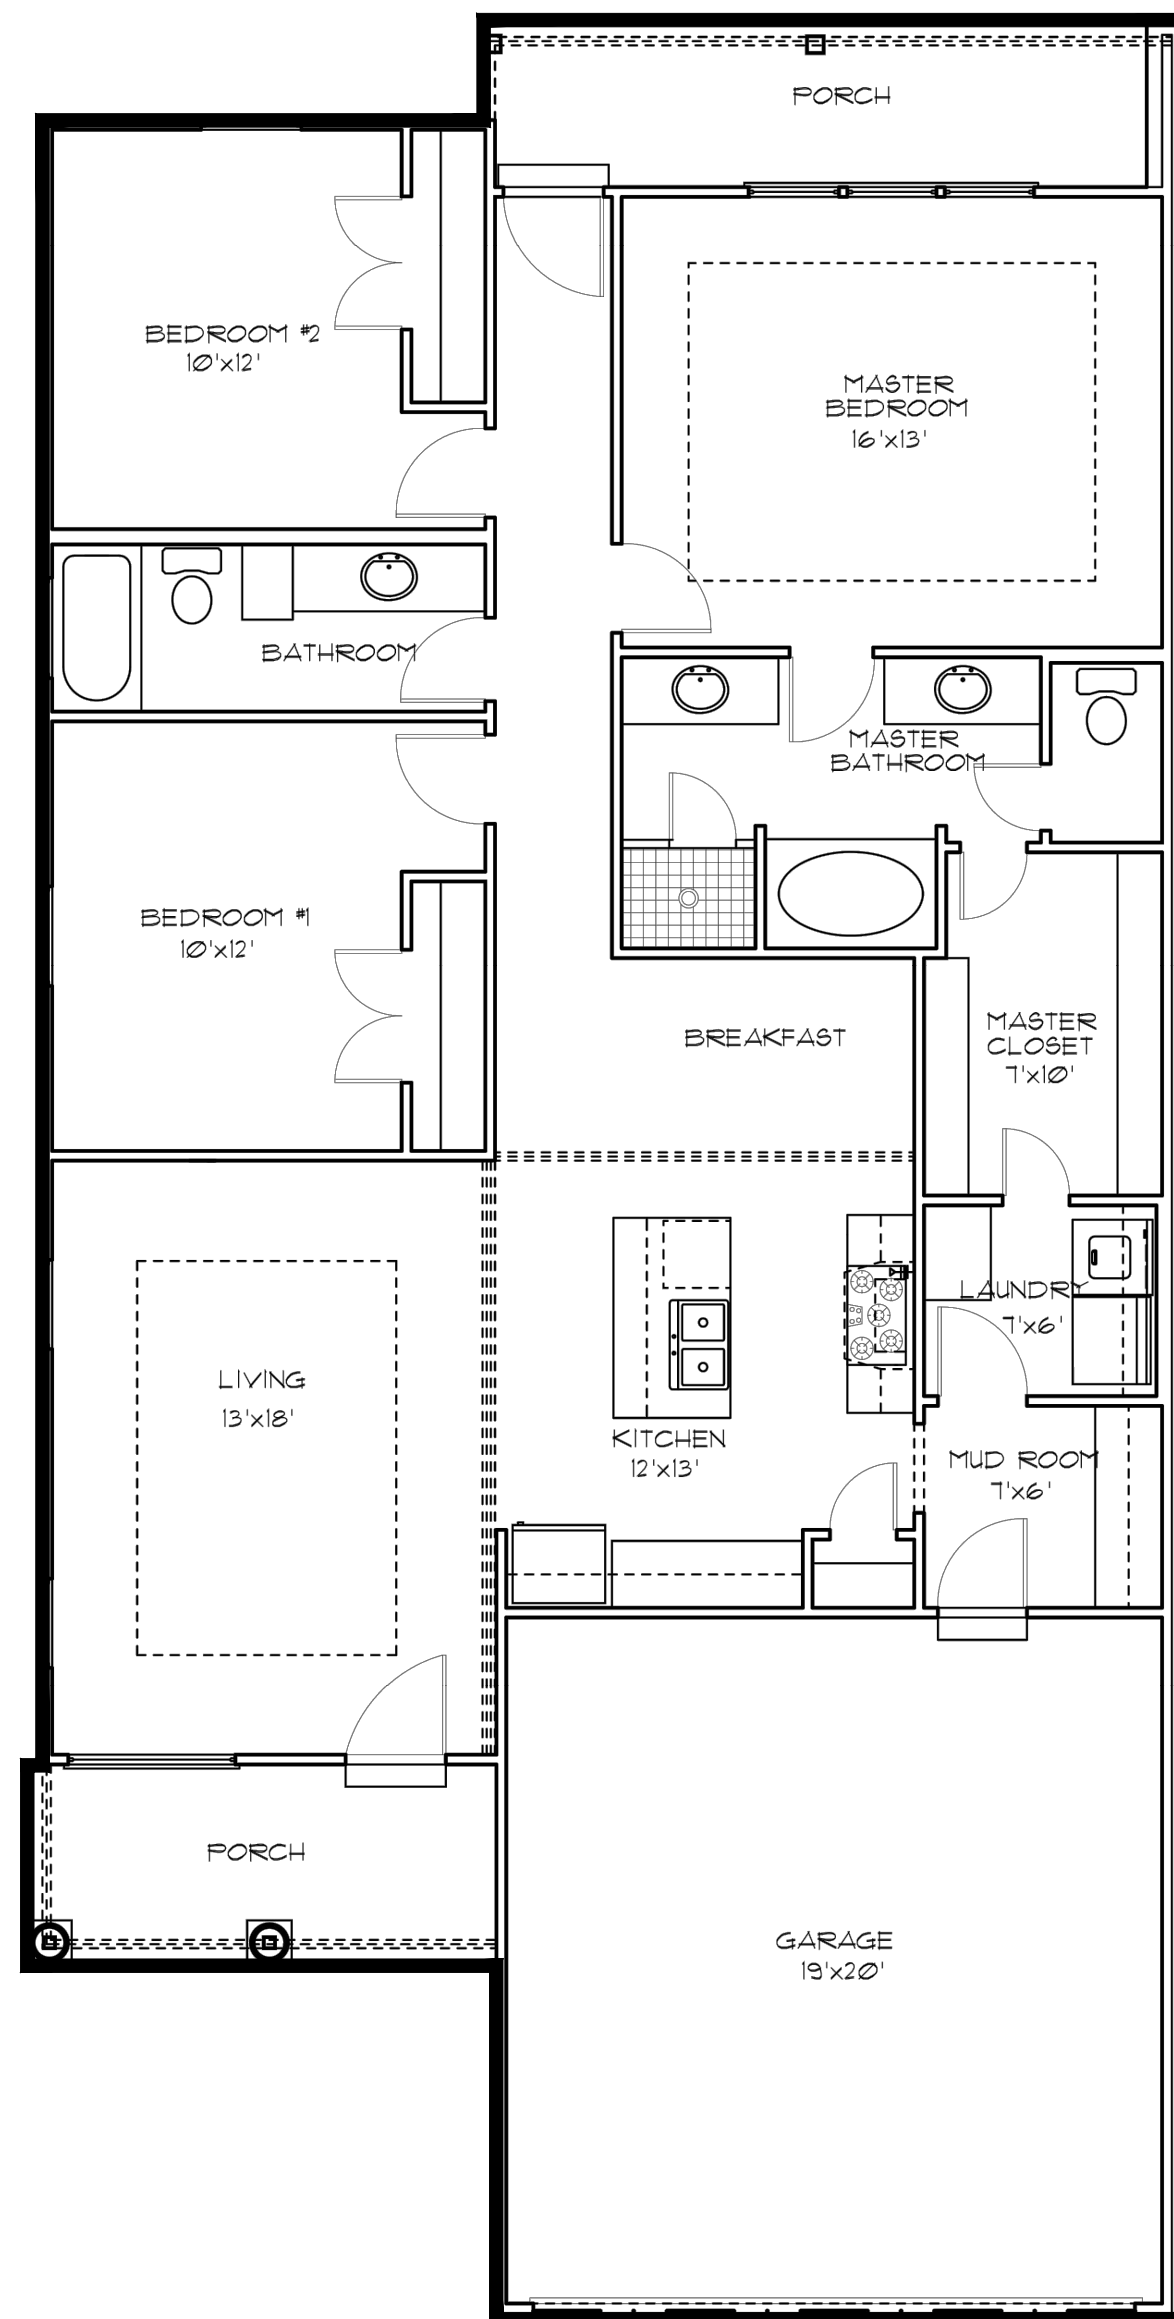 PORCH
BEDROOM #2
10'x12'
MASTER
BEDROOM
16'x13'
BATHROOM
MASTER
BATHROOM
BEDROOM #1
10'x12'
BREAKFAST
MASTER
CLOSET
7'x10'
LAUNDRY
7'x6'
LIVING
13'x18'
KITCHEN
12'x13'
MUD ROOM
7'x6'
PORCH
GARAGE
19'x20'